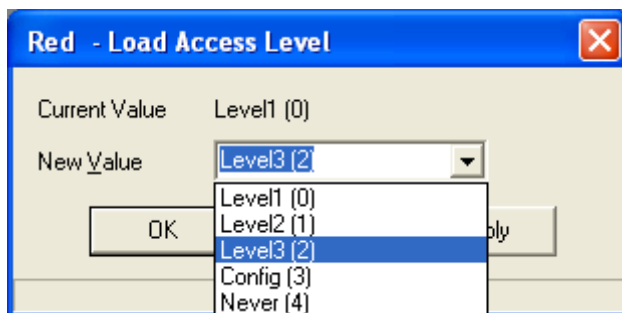 Red - Load Access Level
Current Value Level1 (0)
New Value Level3 (2)
Level1 (0)
OK Level2 (1)
Level3 (2)
Config (3)
Never (4)